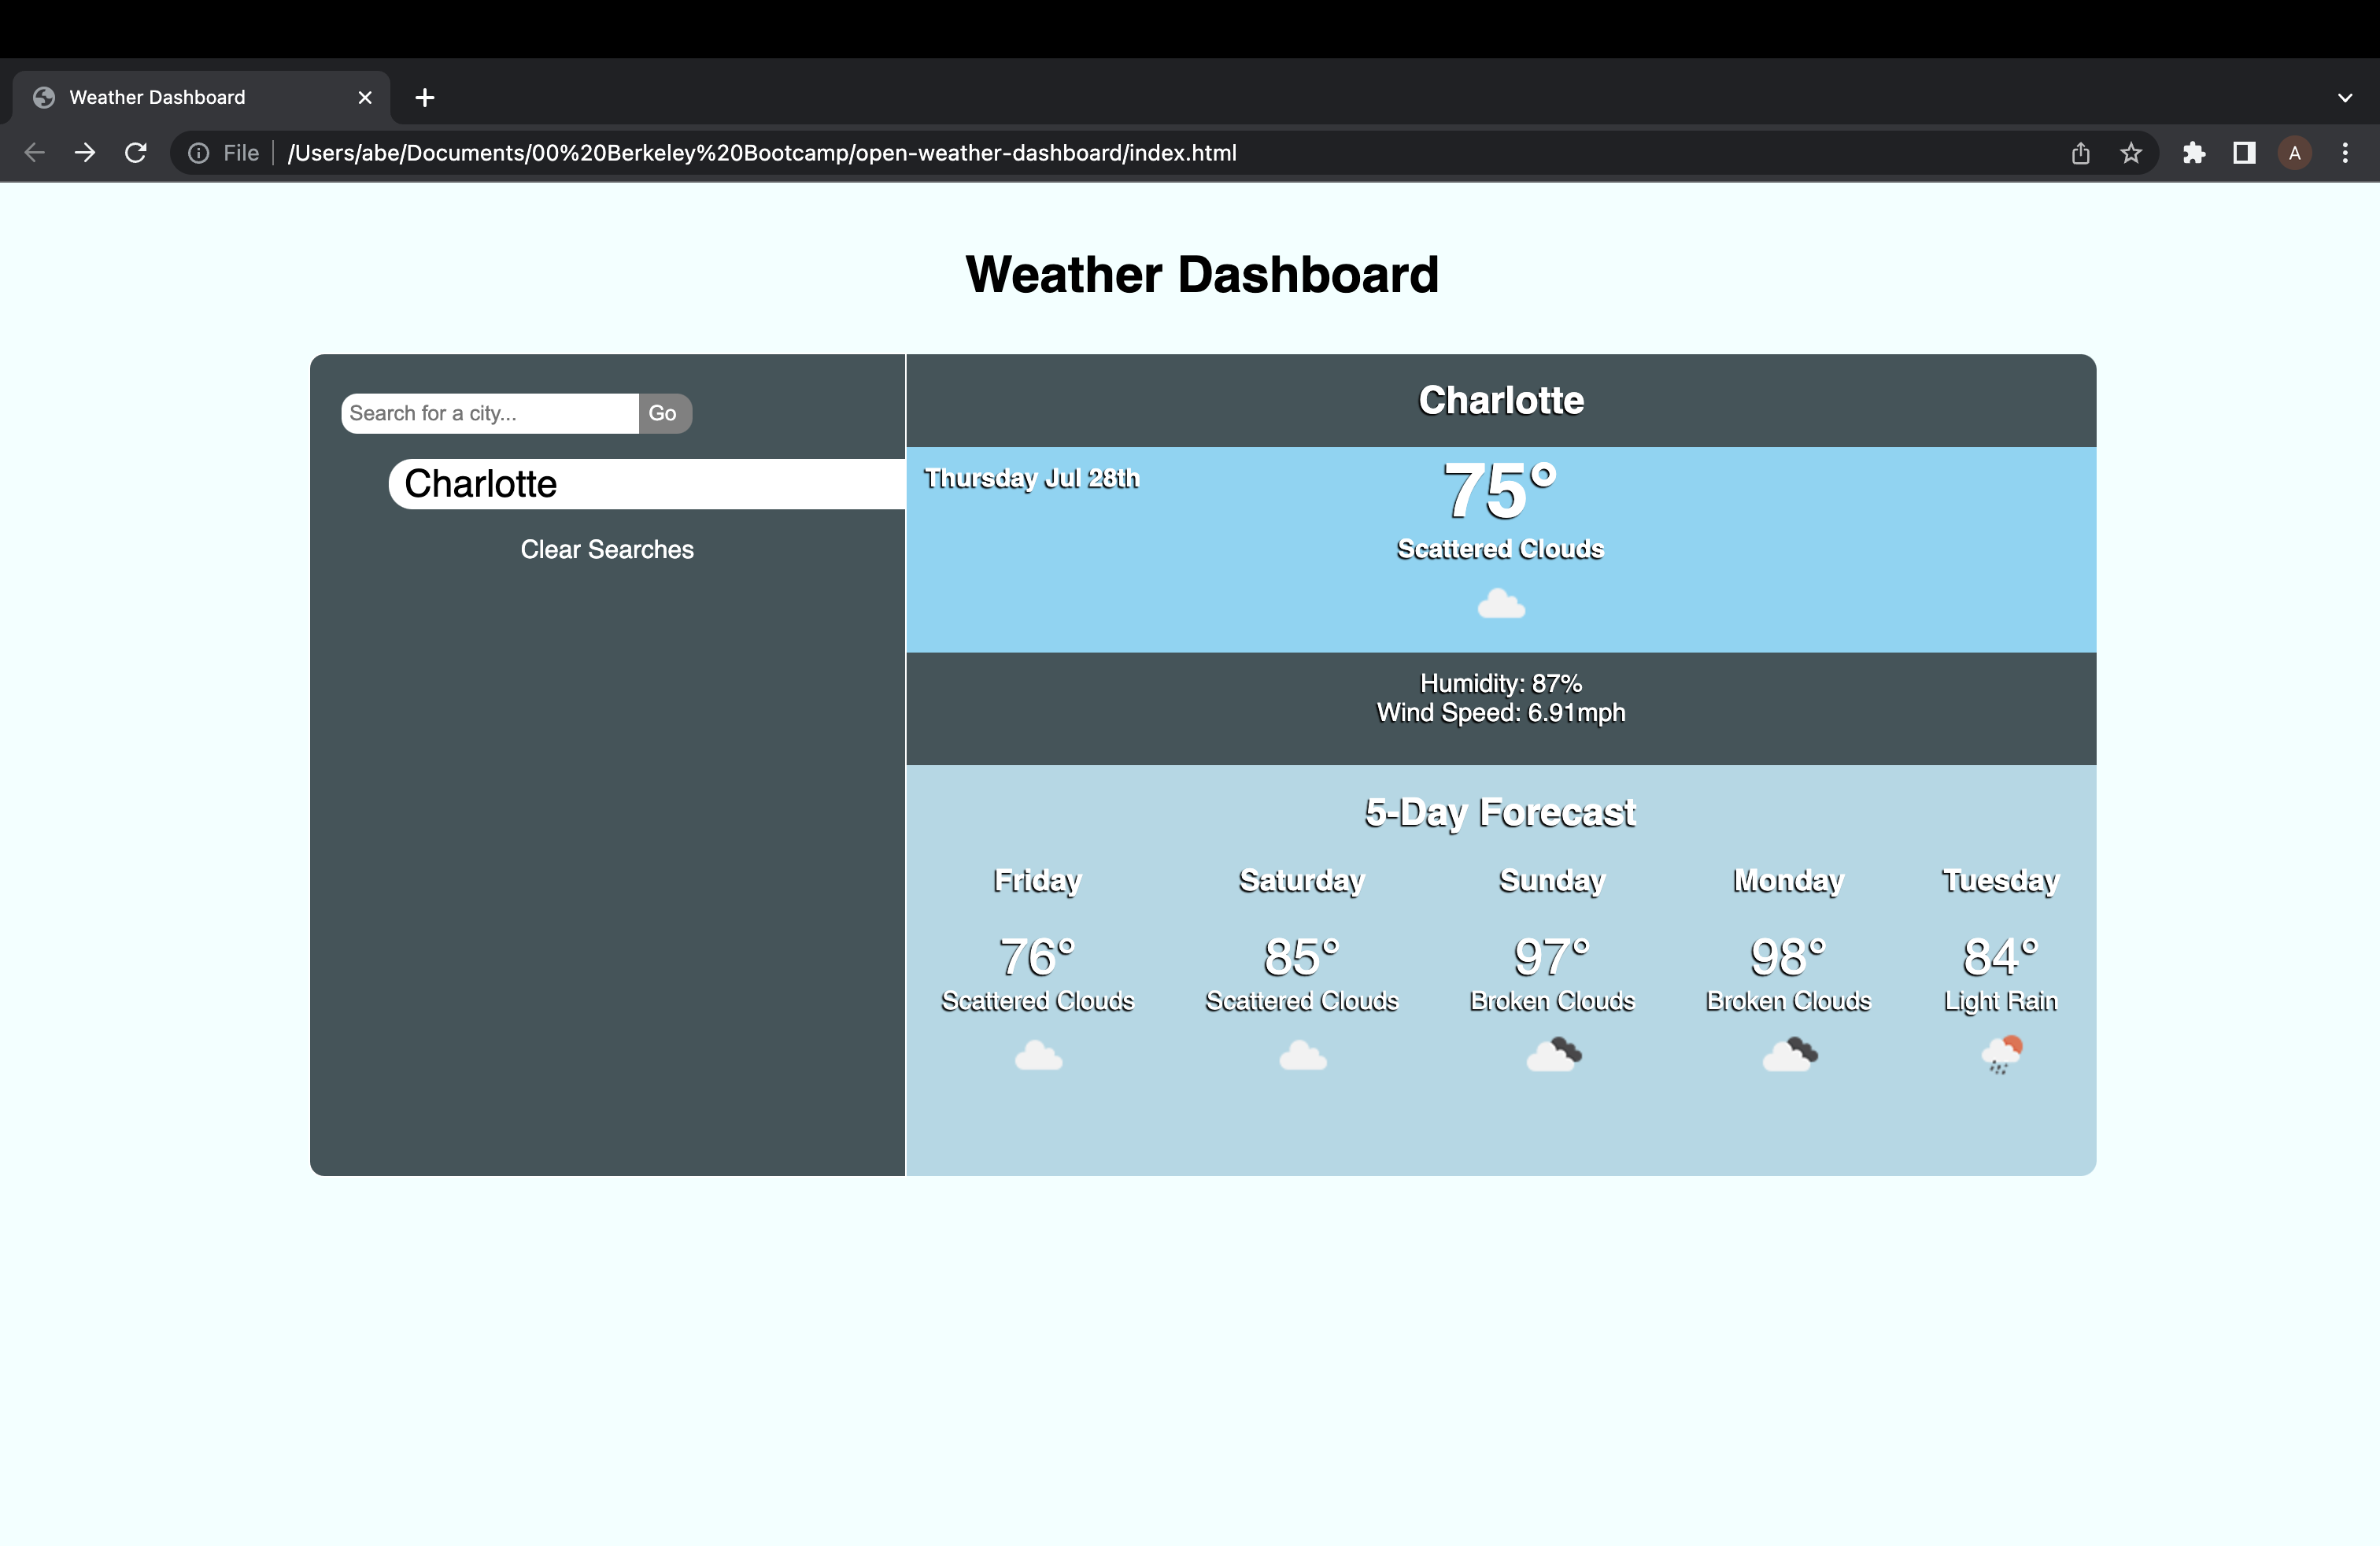 Weather Dashboard
File
/Users/abe/Documents/00%20Berkeley%20Bootcamp/open-weather-dashboard/index.html
A
Weather Dashboard
Search for a city...
Go
Charlotte
Clear Searches
Charlotte
Thursday Jul 28th
75°
Scattered Clouds
Humidity: 87%
Wind Speed: 6.91mph
5-Day Forecast
Friday
76°
Scattered Clouds
Saturday
85°
Scattered Clouds
Sunday
97°
Broken Clouds
Monday
98°
Broken Clouds
Tuesday
84°
Light Rain